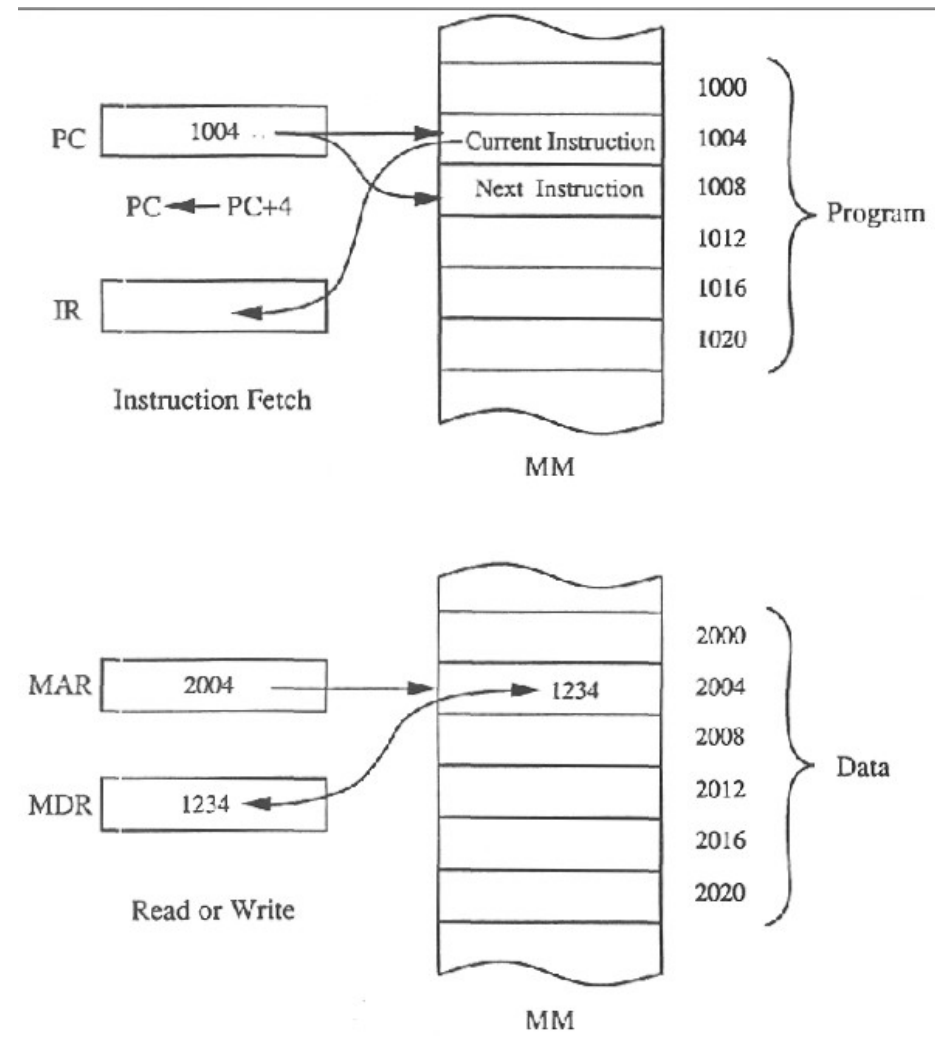 1000
PC 1004 Current Instruction 1004
Next Instruction 1008
PC PC+4 Program
1012
1016
IR
1020
Instruction Fetch
MM
2000
MAR 2004 1234 2004
2008
Data
MDR 1234 2012
2016
2020
Read or Write
MM